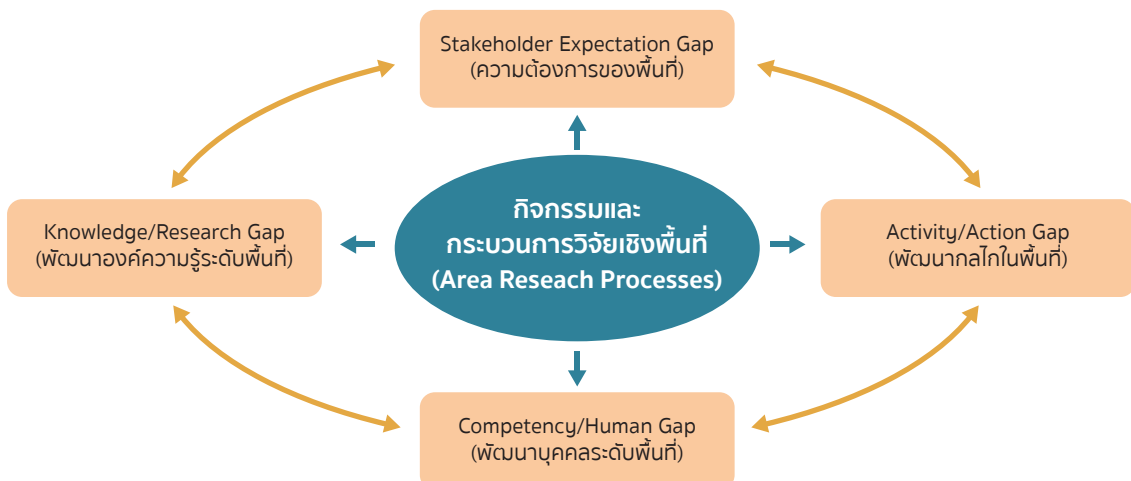 Stakeholder Expectation Gap
(ความต้องการของพื้นที่)
กิจกรรมและ
กระบวนการวิจัยเชิงพื้นที่
(Area Reseach Processes)
Knowledge/Research Gap
(พัฒนาองค์ความรู้ระดับพื้นที่)
Activity/Action Gap
(พัฒนากลไกในพื้นที่)
Competency/Human Gap
(พัฒนาบุคคลระดับพื้นที่)